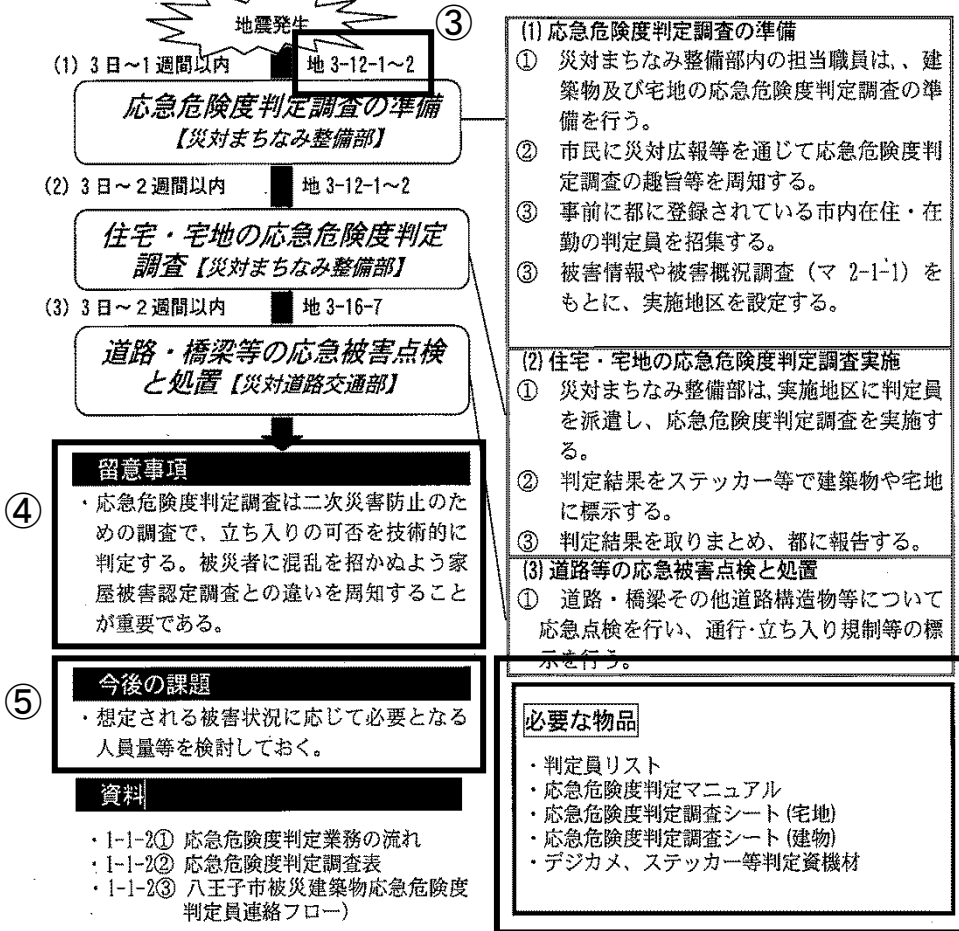 地震発生
③
(1) 3日~1週間以内
地 3-12-1~2
応急危険度判定調査の準備
【災対まちなみ整備部】
(2) 3日~2週間以内
地 3-12-1~2
住宅・宅地の応急危険度判定
調査【災対まちなみ整備部】
(3) 3日~2週間以内
地 3-16-7
道路・橋梁等の応急被害点検
と処置【災対道路交通部】
④
留意事項
・応急危険度判定調査は二次災害防止のた
めの調査で、立ち入りの可否を技術的に
判定する。被災者に混乱を招かぬよう家
屋被害認定調査との違いを周知すること
が重要である。
⑤
今後の課題
・想定される被害状況に応じて必要となる
人員量等を検討しておく。
資料
・1-1-2① 応急危険度判定業務の流れ
・1-1-2② 応急危険度判定調査表
・1-1-2③ 八王子市被災建築物応急危険度
判定員連絡フロー)
(1) 応急危険度判定調査の準備
① 災対まちなみ整備部内の担当職員は、、建
築物及び宅地の応急危険度判定調査の準
備を行う。
② 市民に災対広報等を通じて応急危険度判
定調査の趣旨等を周知する。
③ 事前に都に登録されている市内在住・在
勤の判定員を招集する。
③ 被害情報や被害概況調査(マ 2-1-1)を
もとに、実施地区を設定する。
(2) 住宅・宅地の応急危険度判定調査実施
① 災対まちなみ整備部は、実施地区に判定員
を派遣し、応急危険度判定調査を実施す
る。
② 判定結果をステッカー等で建築物や宅地
に標示する。
③ 判定結果を取りまとめ、都に報告する。
(3) 道路等の応急被害点検と処置
① 道路・橋梁その他道路構造物等について
応急点検を行い、通行・立ち入り規制等の標
示を行う。
必要な物品
・判定員リスト
・応急危険度判定マニュアル
・応急危険度判定調査シート(宅地)
・応急危険度判定調査シート(建物)
・デジカメ、ステッカー等判定資機材